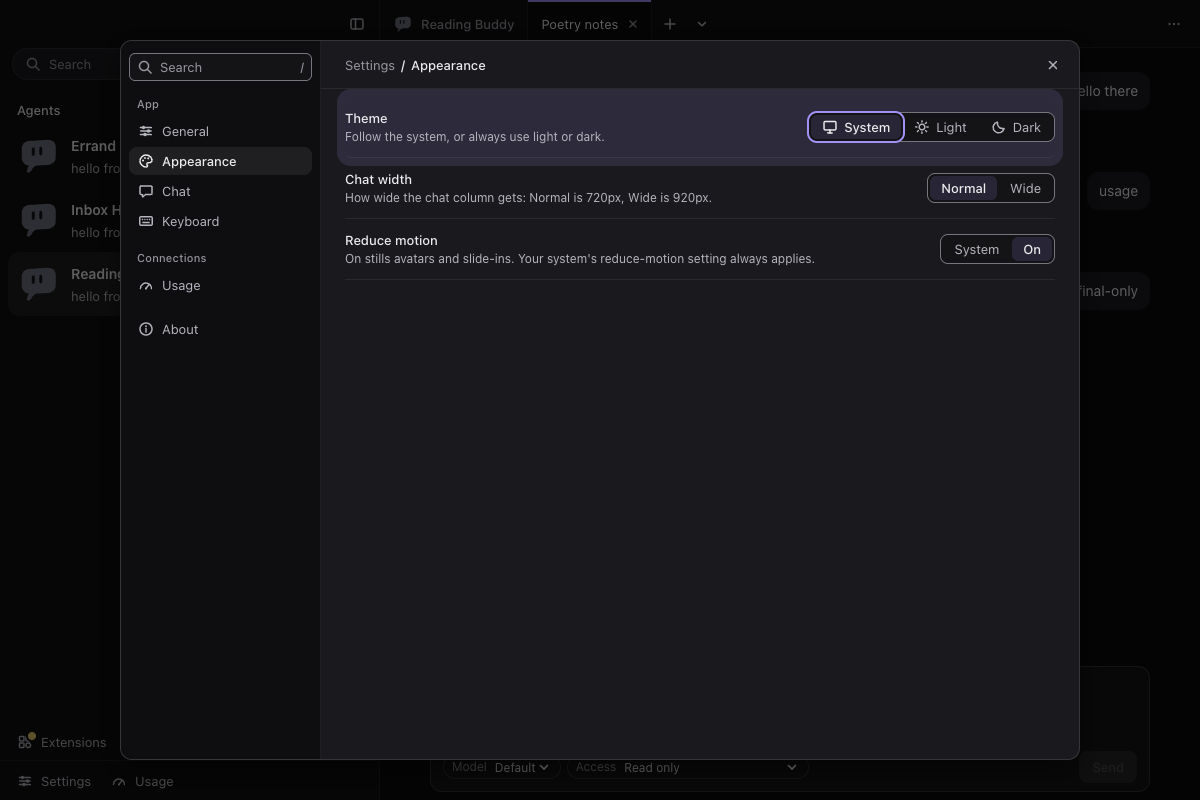 Reading Buddy
Poetry notes
Search
Agents
Errand
hello fro
Inbox H
hello fro
Reading
hello fro
Extensions
Settings
Usage
Search /
App
General
Appearance
Chat
Keyboard
Connections
Usage
About
Settings / Appearance
Theme
Follow the system, or always use light or dark.
System Light Dark
Chat width
How wide the chat column gets: Normal is 720px, Wide is 920px.
Normal Wide
Reduce motion
On stills avatars and slide-ins. Your system's reduce-motion setting always applies.
System On
ello there
usage
final-only
Model Default
Access Read only
Send